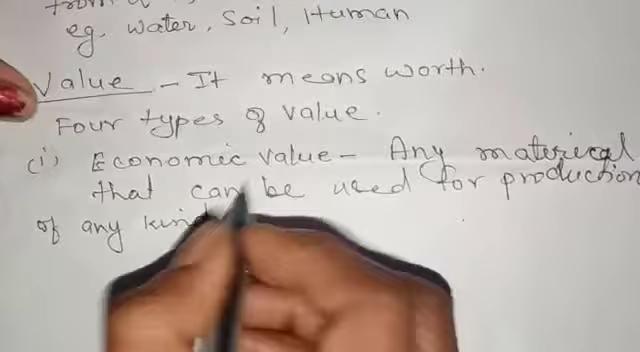 eg. water, soil, Human
Value - It means worth.
Four types of value.
(i) Economic value - Any material
that can be used for production
of any kind